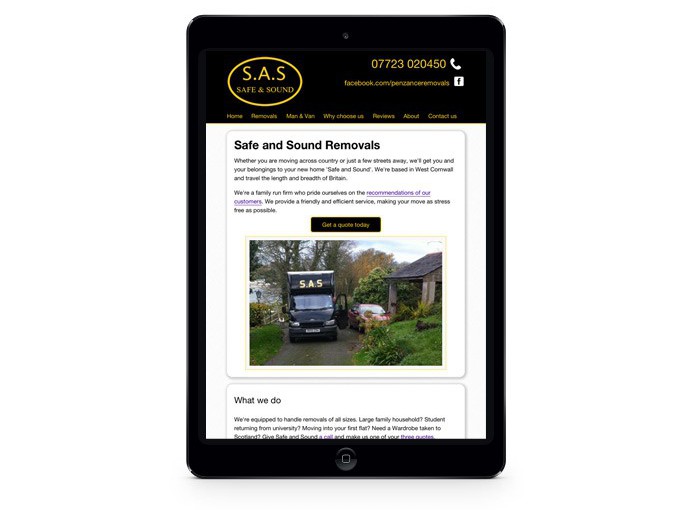 S.A.S
SAFE & SOUND
07723 020450
facebook.com/penzanceremovals
Home Removals Man & Van Why choose us Reviews About Contact us
Safe and Sound Removals
Whether you are moving across country or just a few streets away, we'll get you and
your belongings to your new home 'Safe and Sound'. We're based in West Cornwall
and travel the length and breadth of Britain.
We're a family run firm who pride ourselves on the recommendations of our
customers. We provide a friendly and efficient service, making your move as stress
free as possible.
Get a quote today
S.A.S
What we do
We're equipped to handle removals of all sizes. Large family household? Student
returning from university? Moving into your first flat? Need a Wardrobe taken to
Scotland? Give Safe and Sound a call and make us one of your three quotes.